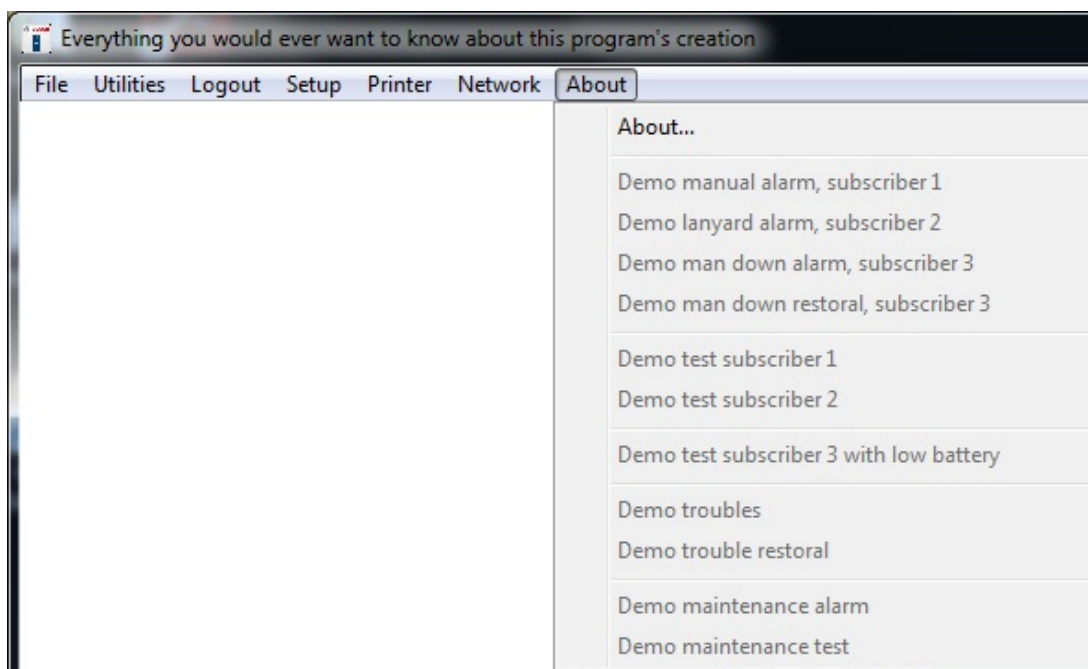 Everything you would ever want to know about this program's creation
File Utilities Logout Setup Printer Network About
About...
Demo manual alarm, subscriber 1
Demo lanyard alarm, subscriber 2
Demo man down alarm, subscriber 3
Demo man down restoral, subscriber 3
Demo test subscriber 1
Demo test subscriber 2
Demo test subscriber 3 with low battery
Demo troubles
Demo trouble restoral
Demo maintenance alarm
Demo maintenance test